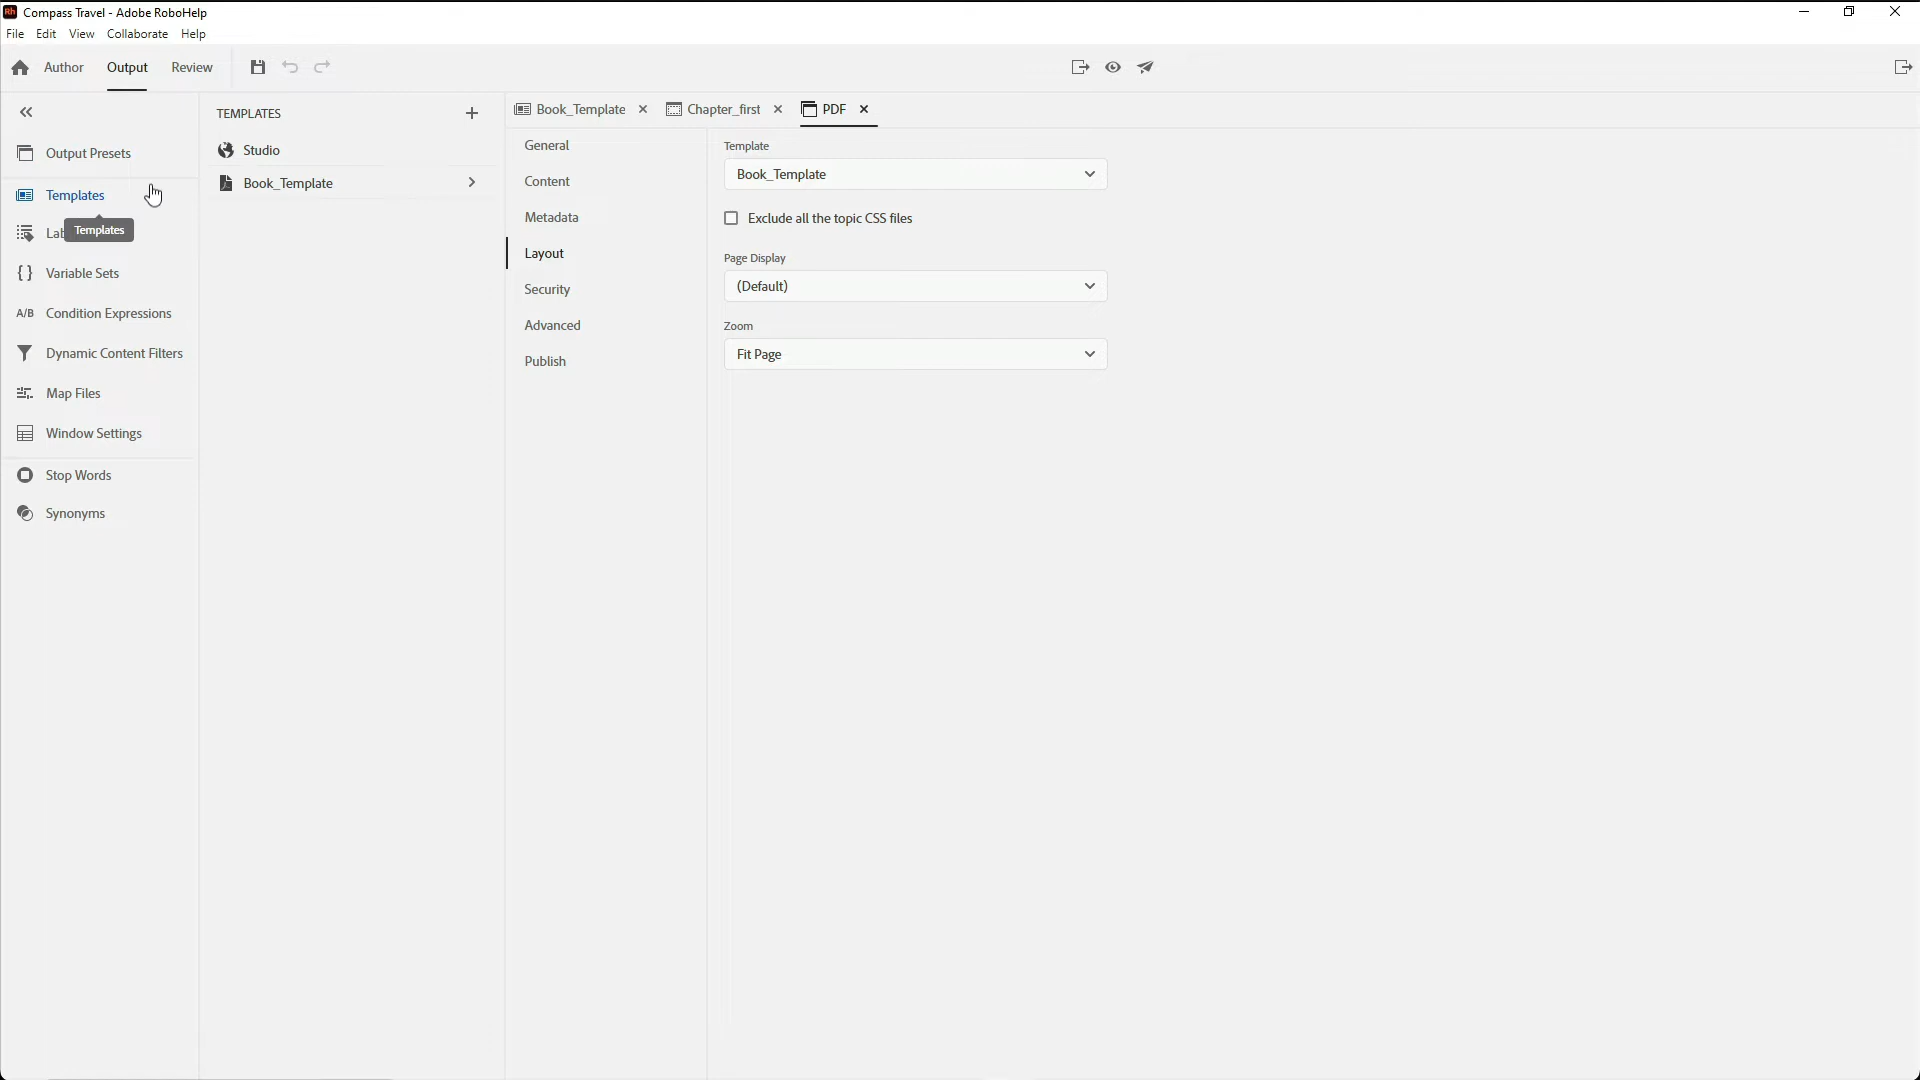 Rh Compass Travel - Adobe RoboHelp
File Edit View Collaborate Help
Author Output Review
TEMPLATES
Studio
Book_Template
Output Presets
Templates
Lab
Templates
Variable Sets
A/B Condition Expressions
Dynamic Content Filters
Map Files
Window Settings
Stop Words
Synonyms
Book_Template Chapter_first PDF
General
Content
Metadata
Layout
Security
Advanced
Publish
Template
Book_Template
Exclude all the topic CSS files
Page Display
(Default)
Zoom
Fit Page